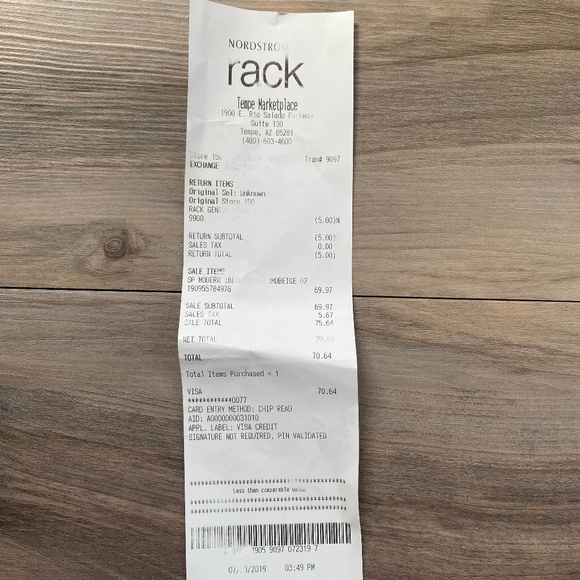 NORDSTROM
rack
Tempe Marketplace
1900 E. Rio Salado Parkway
Suite 130
Tempe, AZ 85281
(480) 603-4600
Store 150 Tran# 9097
EXCHANGE
RETURN ITEMS
Original Sel: Unknown
Original Store 150
RACK
9900 (5.00)N
RETURN SUBTOTAL (5.00)
SALES TAX 0.00
RETURN TOTAL (5.00)
SALE ITEMS
SP MODERN
190955784978 69.97
SALE SUBTOTAL 69.97
SALES TAX 5.67
SALE TOTAL 75.64
NET TOTAL 70.64
TOTAL 70.64
Total Items Purchased = 1
VISA 70.64
************0077
CARD ENTRY METHOD: CHIP READ
AID: A0000000031010
APPL. LABEL: VISA CREDIT
SIGNATURE NOT REQUIRED, PIN VALIDATED
Less than comparable value
1905 9097 072319 7
2019 03:49 PM